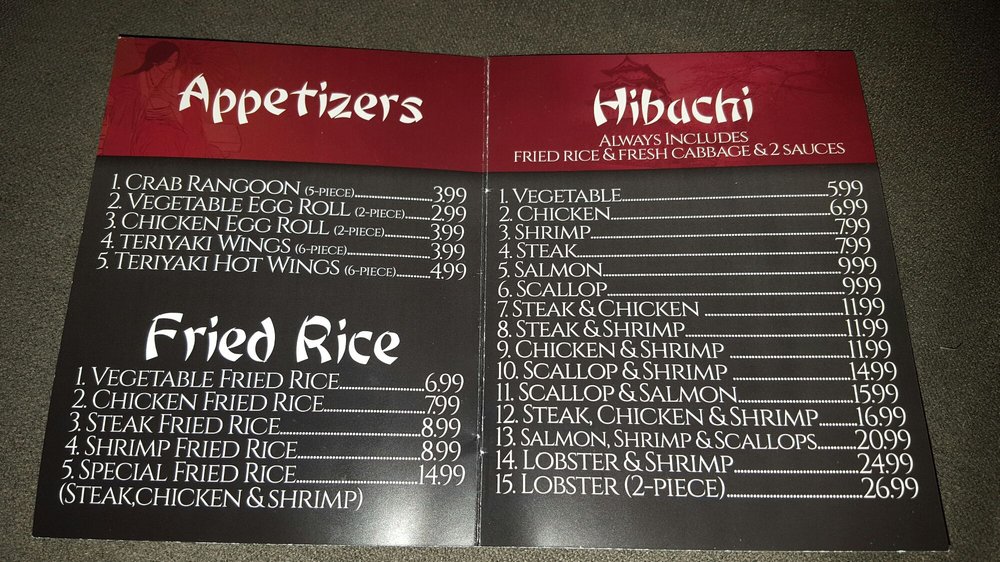 Appetizers
1. Crab Rangoon (5-piece)..........3.99
2. Vegetable Egg Roll (2-piece)..........2.99
3. Chicken Egg Roll (2-piece)..........3.99
4. Teriyaki Wings (6-piece)..........3.99
5. Teriyaki Hot Wings (6-piece)..........4.99
Fried Rice
1. Vegetable Fried Rice..........6.99
2. Chicken Fried Rice..........7.99
3. Steak Fried Rice..........8.99
4. Shrimp Fried Rice..........8.99
5. Special Fried Rice..........14.99
(Steak,chicken & shrimp)
Hibachi
Always Includes
Fried Rice & Fresh Cabbage & 2 Sauces
1. Vegetable..........5.99
2. Chicken..........6.99
3. Shrimp..........7.99
4. Steak..........7.99
5. Salmon..........9.99
6. Scallop..........9.99
7. Steak & Chicken ..........11.99
8. Steak & Shrimp..........11.99
9. Chicken & Shrimp ..........11.99
10. Scallop & Shrimp ..........14.99
11. Scallop & Salmon..........15.99
12. Steak, Chicken & Shrimp..........16.99
13. Salmon, Shrimp & Scallops..........20.99
14. Lobster & Shrimp..........24.99
15. Lobster (2-piece)..........26.99